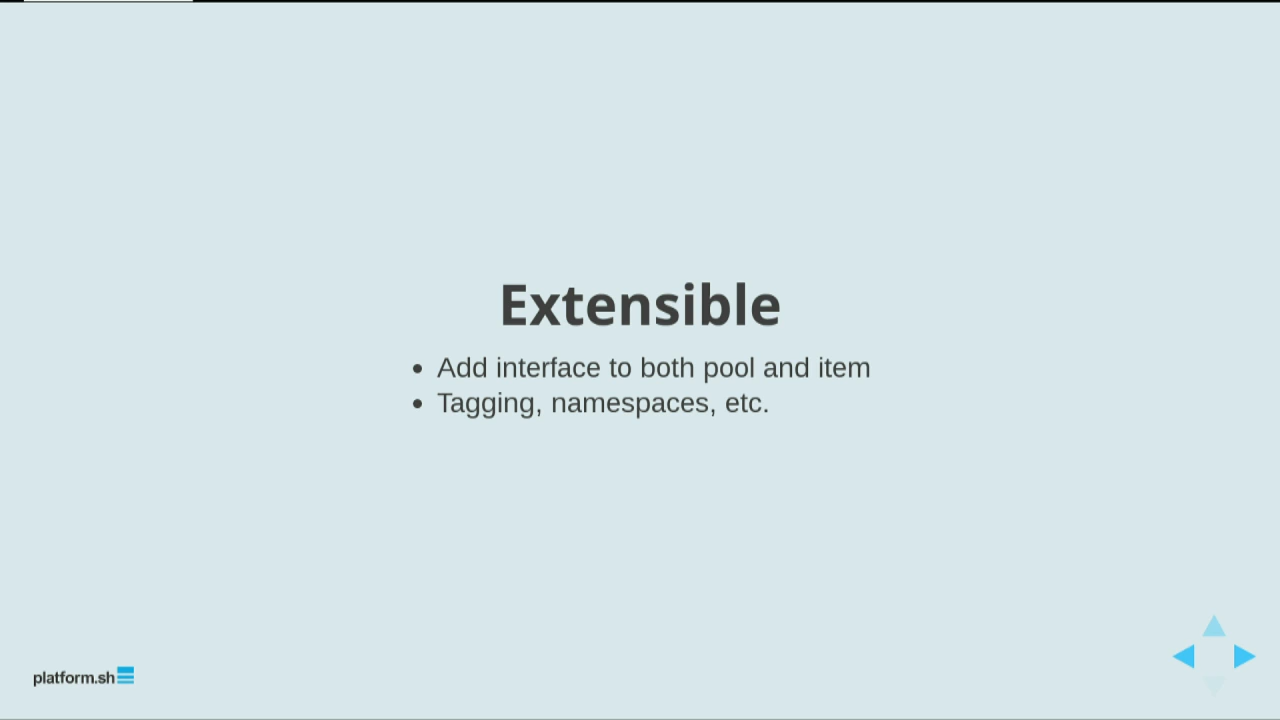 Extensible
• Add interface to both pool and item
• Tagging, namespaces, etc.
platform.sh